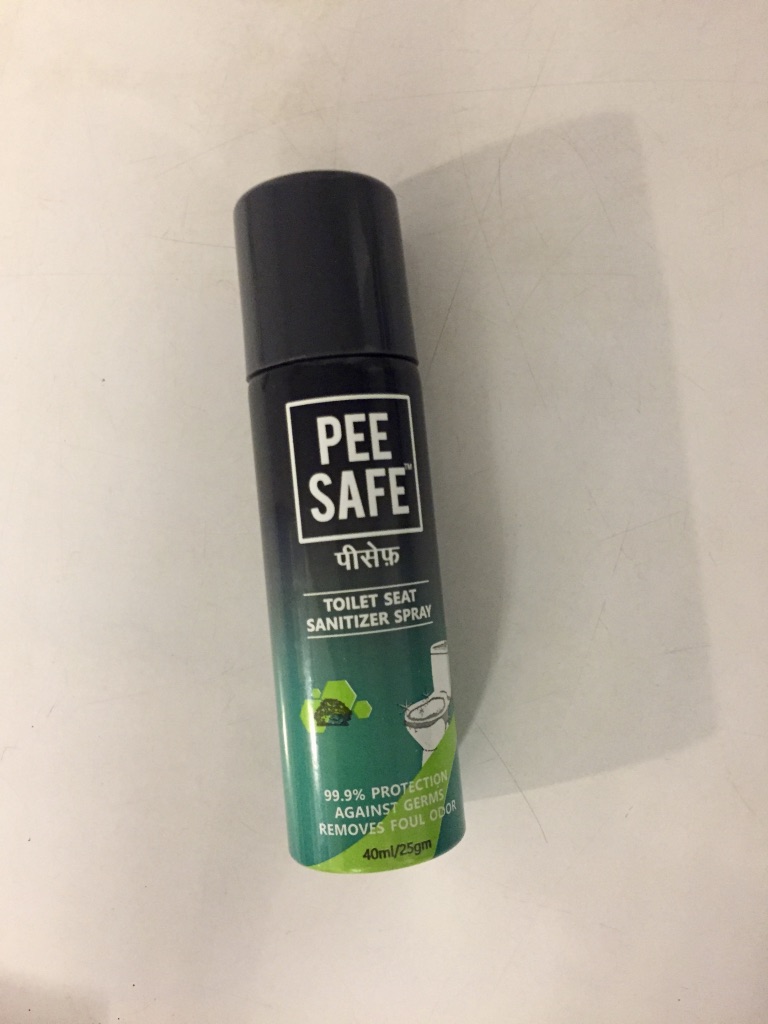 PEE
SAFE™
पीसेफ़
TOILET SEAT
SANITIZER SPRAY
99.9% PROTECTION
AGAINST GERMS
REMOVES FOUL ODOR
40ml/25gm